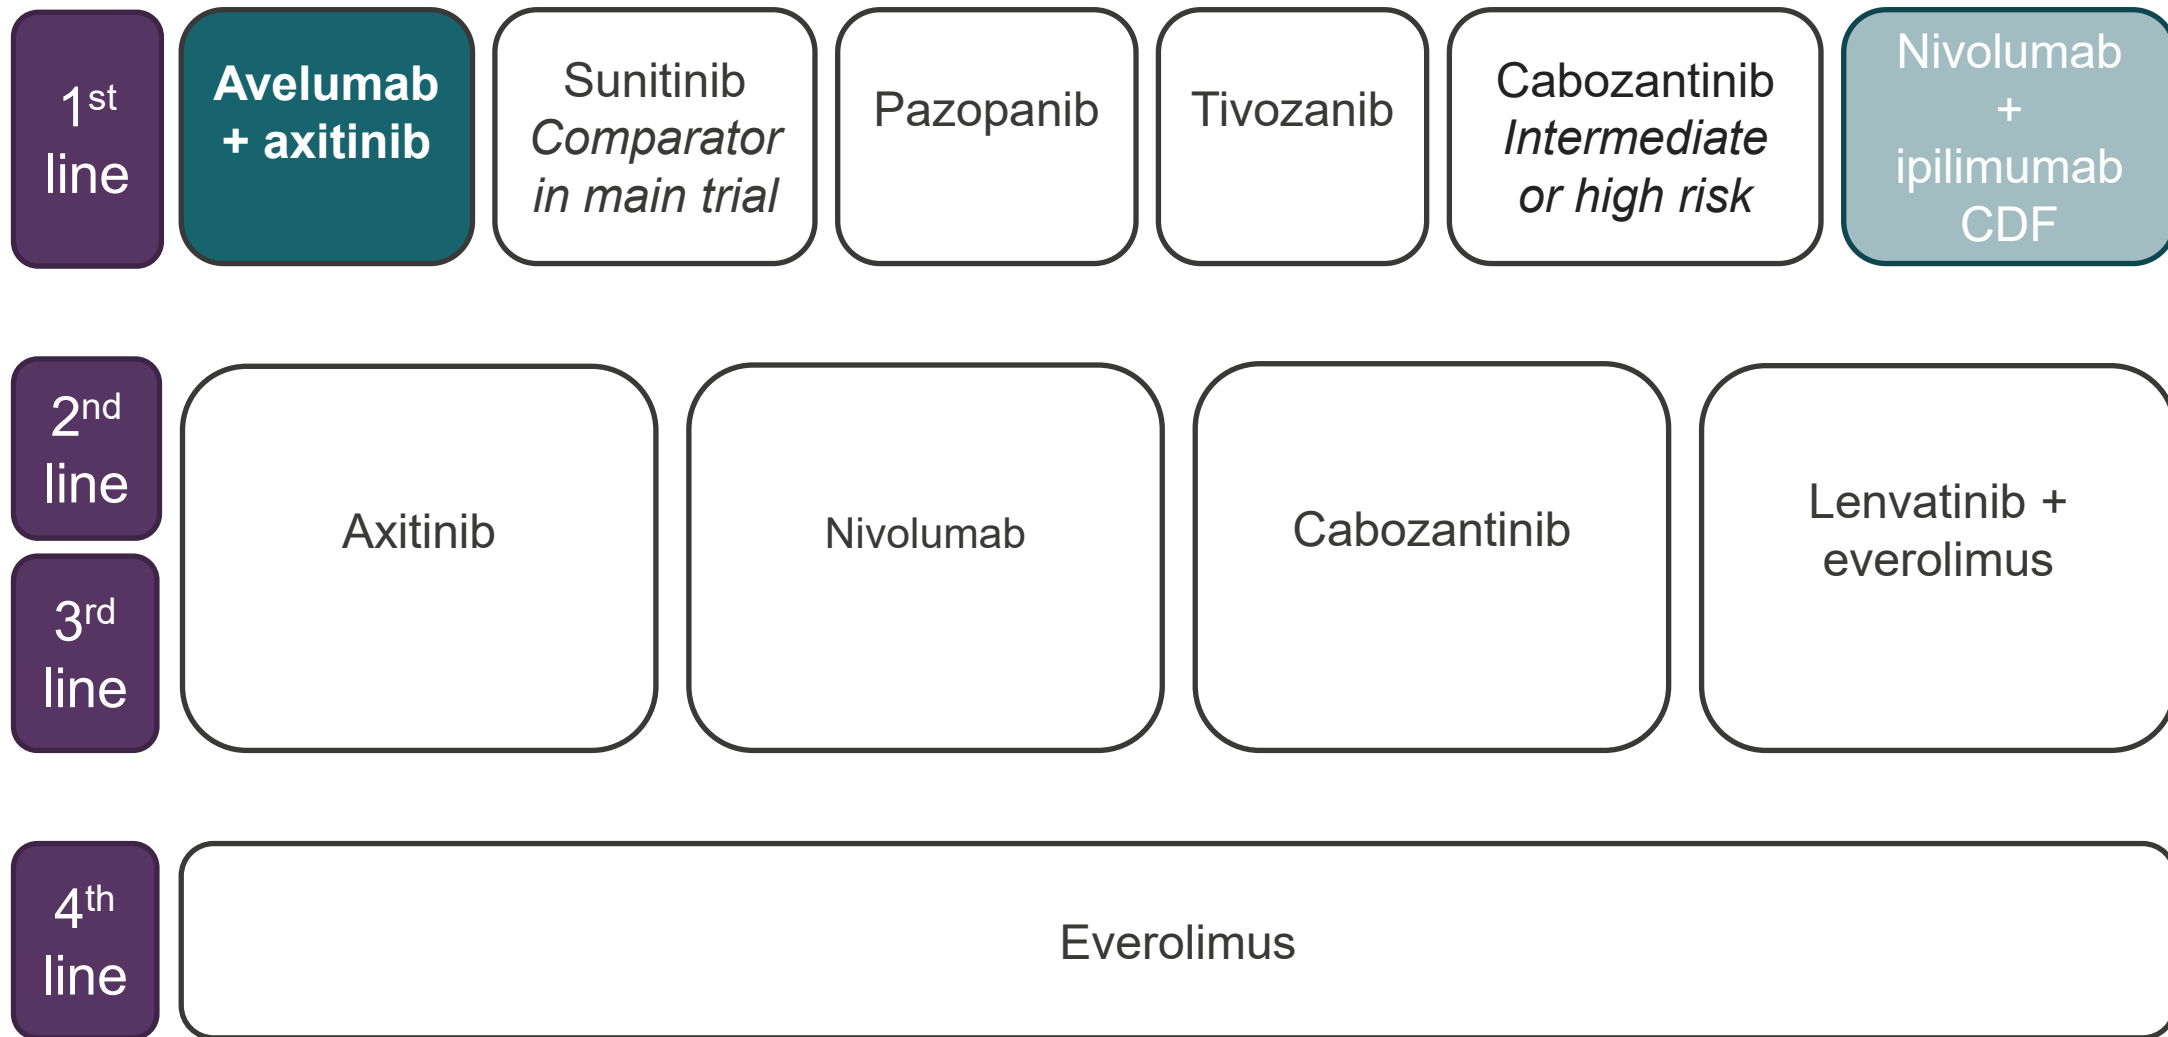 1st
line
Avelumab
+ axitinib
Sunitinib
Comparator
in main trial
Pazopanib
Tivozanib
Cabozantinib
Intermediate
or high risk
Nivolumab
+
ipilimumab
CDF
2nd
line
3rd
line
Axitinib
Nivolumab
Cabozantinib
Lenvatinib +
everolimus
4th
line
Everolimus